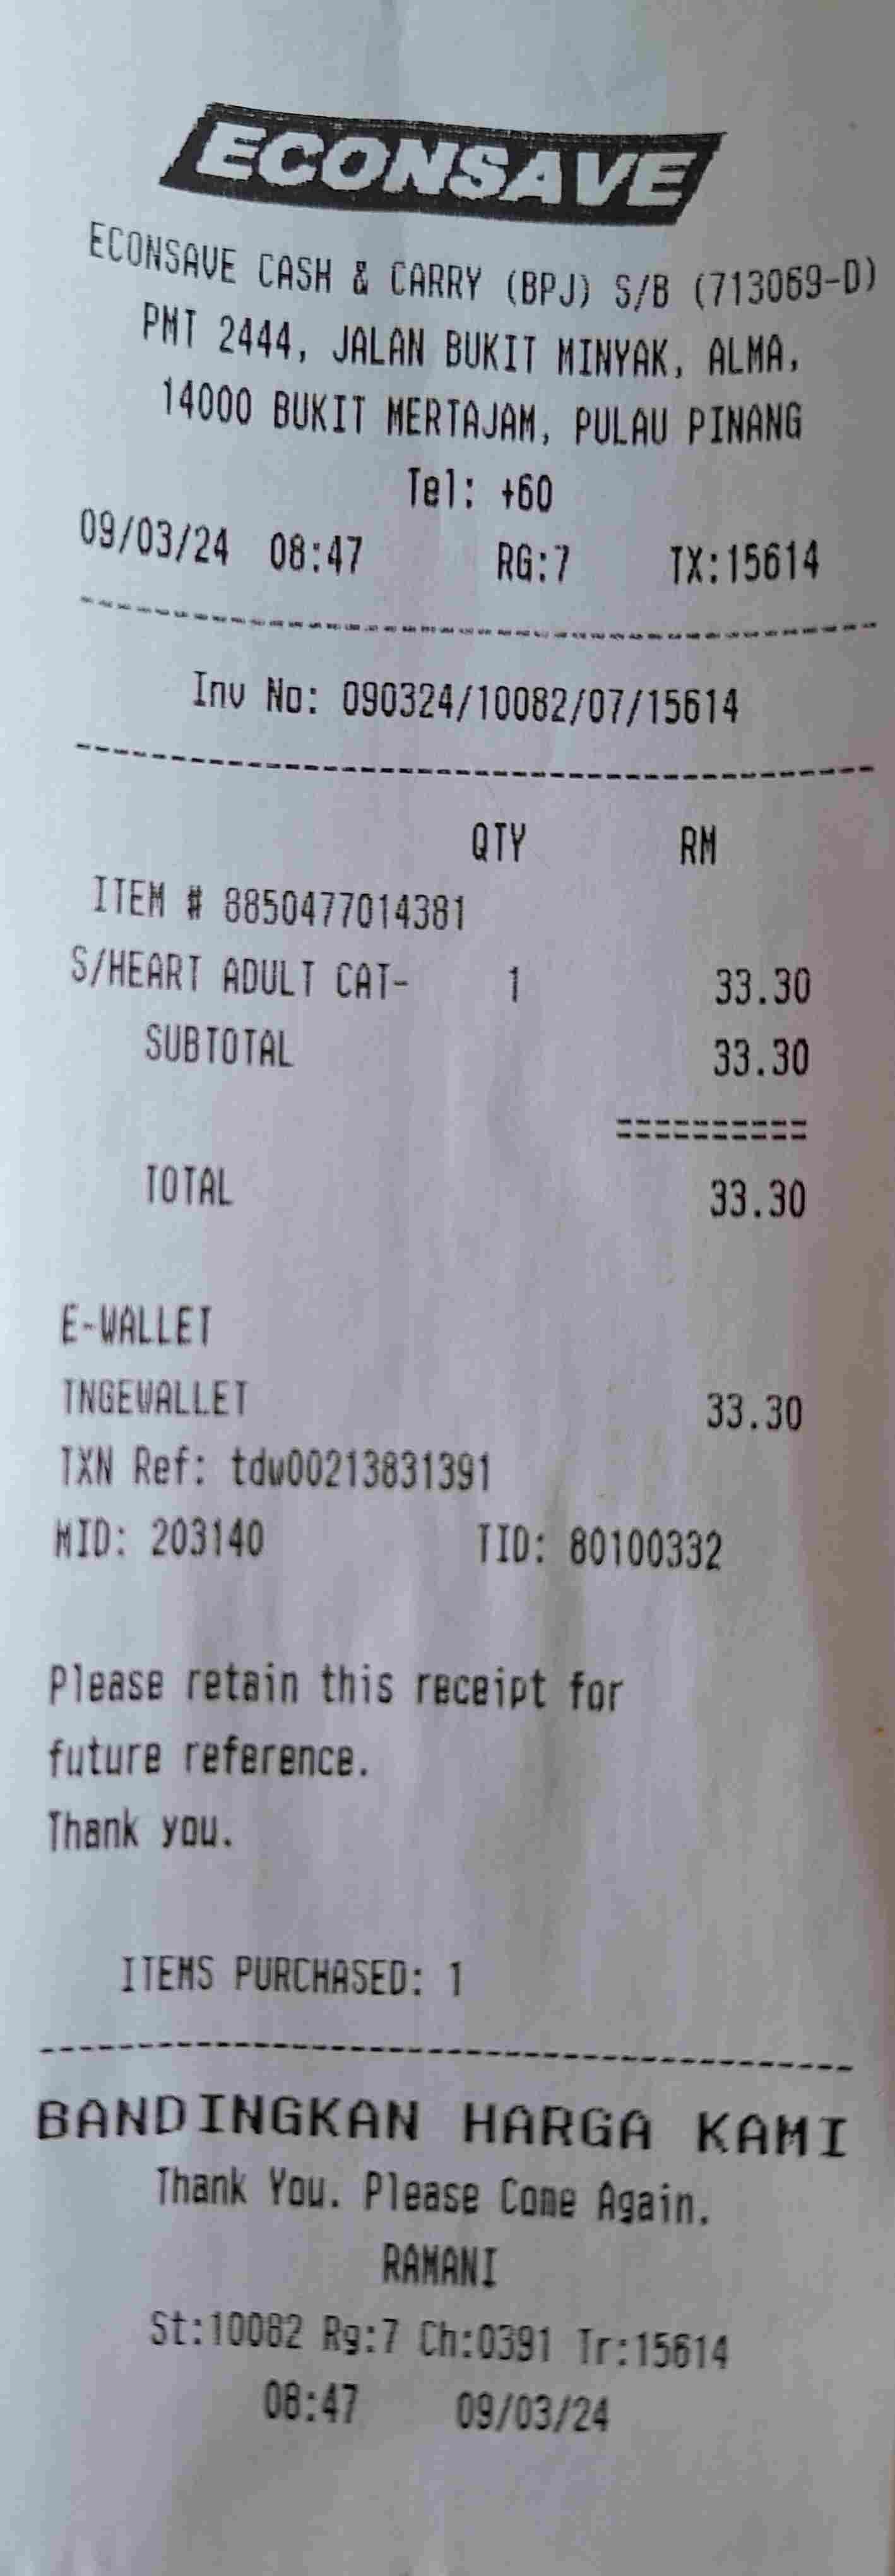 ECONSAVE
ECONSAVE CASH & CARRY (BPJ) S/B (713069-D)
PMT 2444, JALAN BUKIT MINYAK, ALMA,
14000 BUKIT MERTAJAM, PULAU PINANG
Tel: +60
09/03/24 08:47 RG:7 TX:15614
Inv No: 090324/10082/07/15614
QTY RM
ITEM # 8850477014381
S/HEART ADULT CAT- 1 33.30
SUBTOTAL 33.30
==========
TOTAL 33.30
E-WALLET
TNGEWALLET 33.30
TXN Ref: tdw00213831391
MID: 203140 TID: 80100332
Please retain this receipt for
future reference.
Thank you.
ITEMS PURCHASED: 1
BANDINGKAN HARGA KAMI
Thank You. Please Come Again.
RAMANI
St:10082 Rg:7 Ch:0391 Tr:15614
08:47 09/03/24